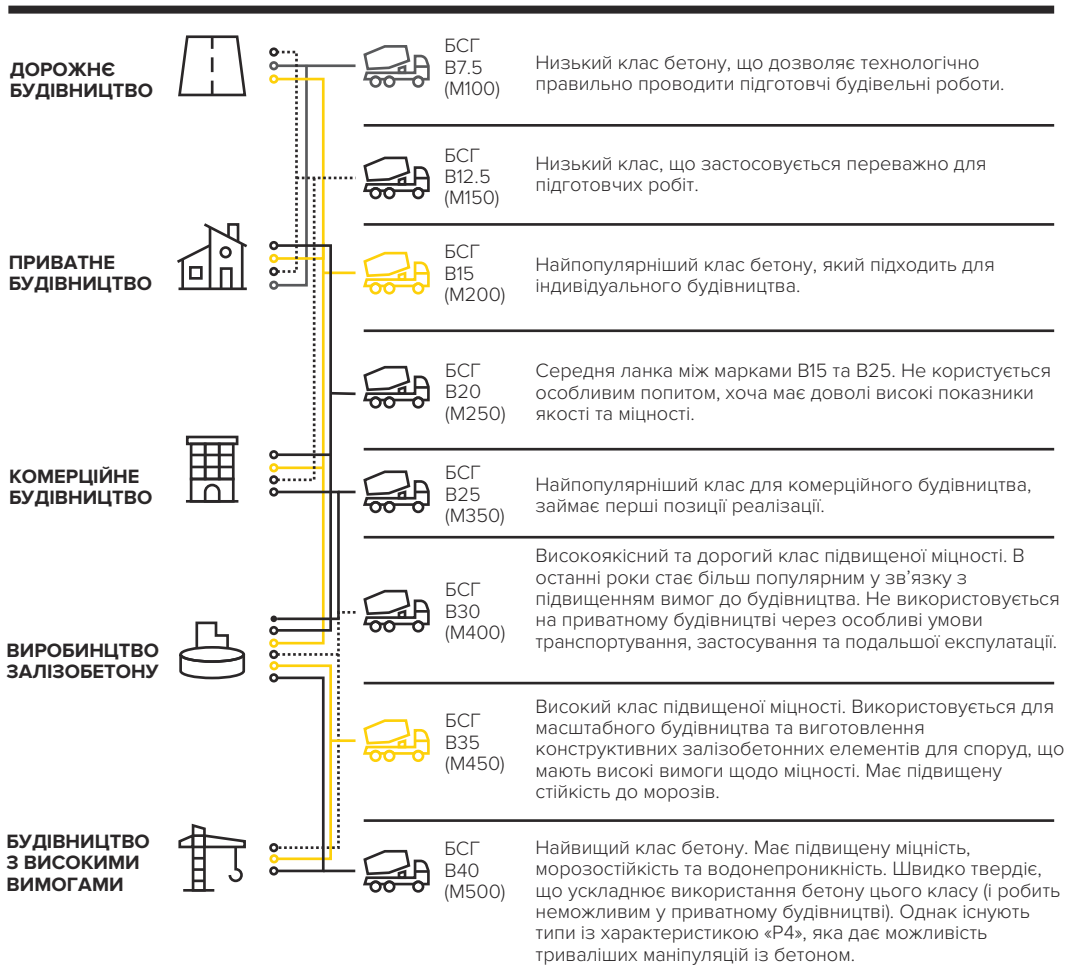 ДОРОЖНЄ
БУДІВНИЦТВО
БСГ
В7.5
(М100)
Низький клас бетону, що дозволяє технологічно
правильно проводити підготовчі будівельні роботи.
БСГ
В12.5
(М150)
Низький клас, що застосовується переважно для
підготовчих робіт.
ПРИВАТНЕ
БУДІВНИЦТВО
БСГ
В15
(М200)
Найпопулярніший клас бетону, який підходить для
індивідуального будівництва.
БСГ
В20
(М250)
Середня ланка між марками В15 та В25. Не користується
особливим попитом, хоча має доволі високі показники
якості та міцності.
КОМЕРЦІЙНЕ
БУДІВНИЦТВО
БСГ
В25
(М350)
Найпопулярніший клас для комерційного будівництва,
займає перші позиції реалізації.
БСГ
В30
(М400)
Високоякісний та дорогий клас підвищеної міцності. В
останні роки стає більш популярним у зв’язку з
підвищенням вимог до будівництва. Не використовується
на приватному будівництві через особливі умови
транспортування, застосування та подальшої експулатації.
ВИРОБИНЦТВО
ЗАЛІЗОБЕТОНУ
БСГ
В35
(М450)
Високий клас підвищеної міцності. Використовується для
масштабного будівництва та виготовлення
конструктивних залізобетонних елементів для споруд, що
мають високі вимоги щодо міцності. Має підвищену
стійкість до морозів.
БУДІВНИЦТВО
З ВИСОКИМИ
ВИМОГАМИ
БСГ
В40
(М500)
Найвищий клас бетону. Має підвищену міцність,
морозостійкість та водонепроникність. Швидко твердіє,
що ускладнює використання бетону цього класу (і робить
неможливим у приватному будівництві). Однак існують
типи із характеристикою «Р4», яка дає можливість
триваліших маніпуляцій із бетоном.